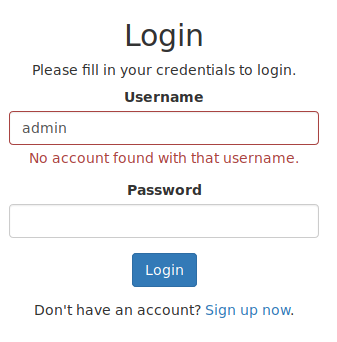 Login
Please fill in your credentials to login.
Username
admin
No account found with that username.
Password
Login
Don't have an account? Sign up now.